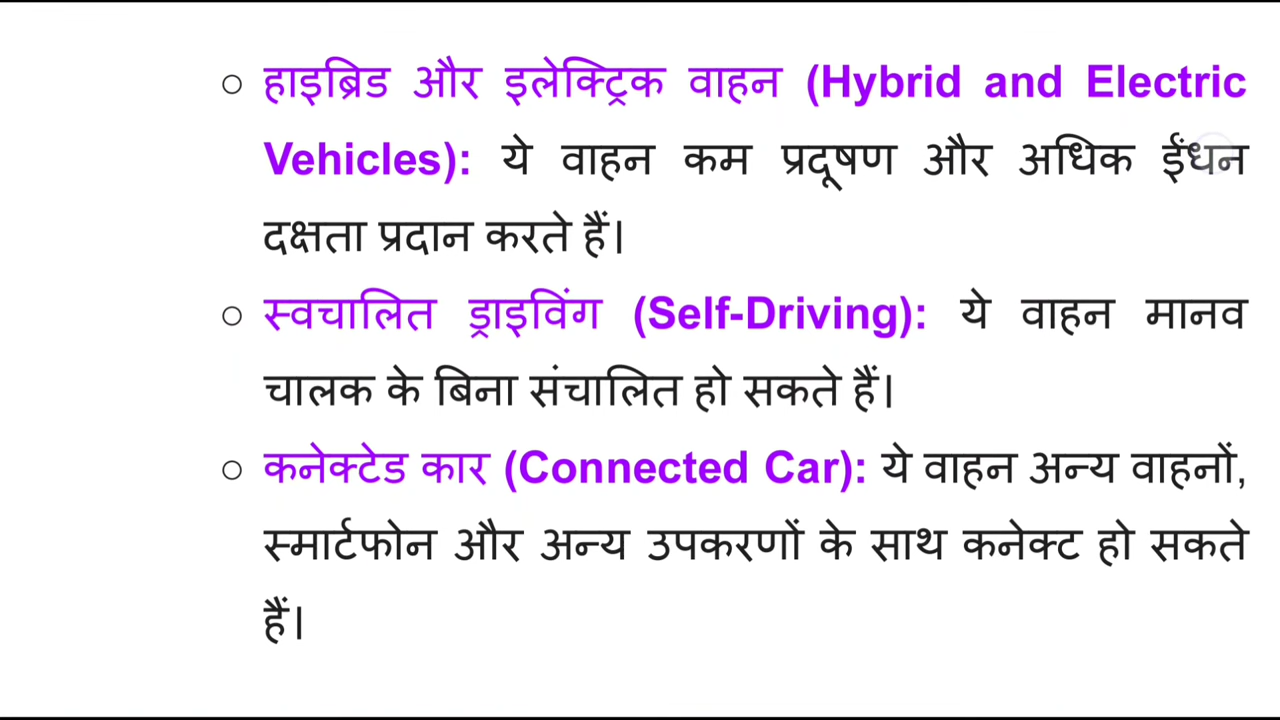 हाइब्रिड और इलेक्ट्रिक वाहन (Hybrid and Electric
Vehicles): ये वाहन कम प्रदूषण और अधिक ईंधन
दक्षता प्रदान करते हैं।
स्वचालित ड्राइविंग (Self-Driving): ये वाहन मानव
चालक के बिना संचालित हो सकते हैं।
कनेक्टेड कार (Connected Car): ये वाहन अन्य वाहनों,
स्मार्टफोन और अन्य उपकरणों के साथ कनेक्ट हो सकते
हैं।